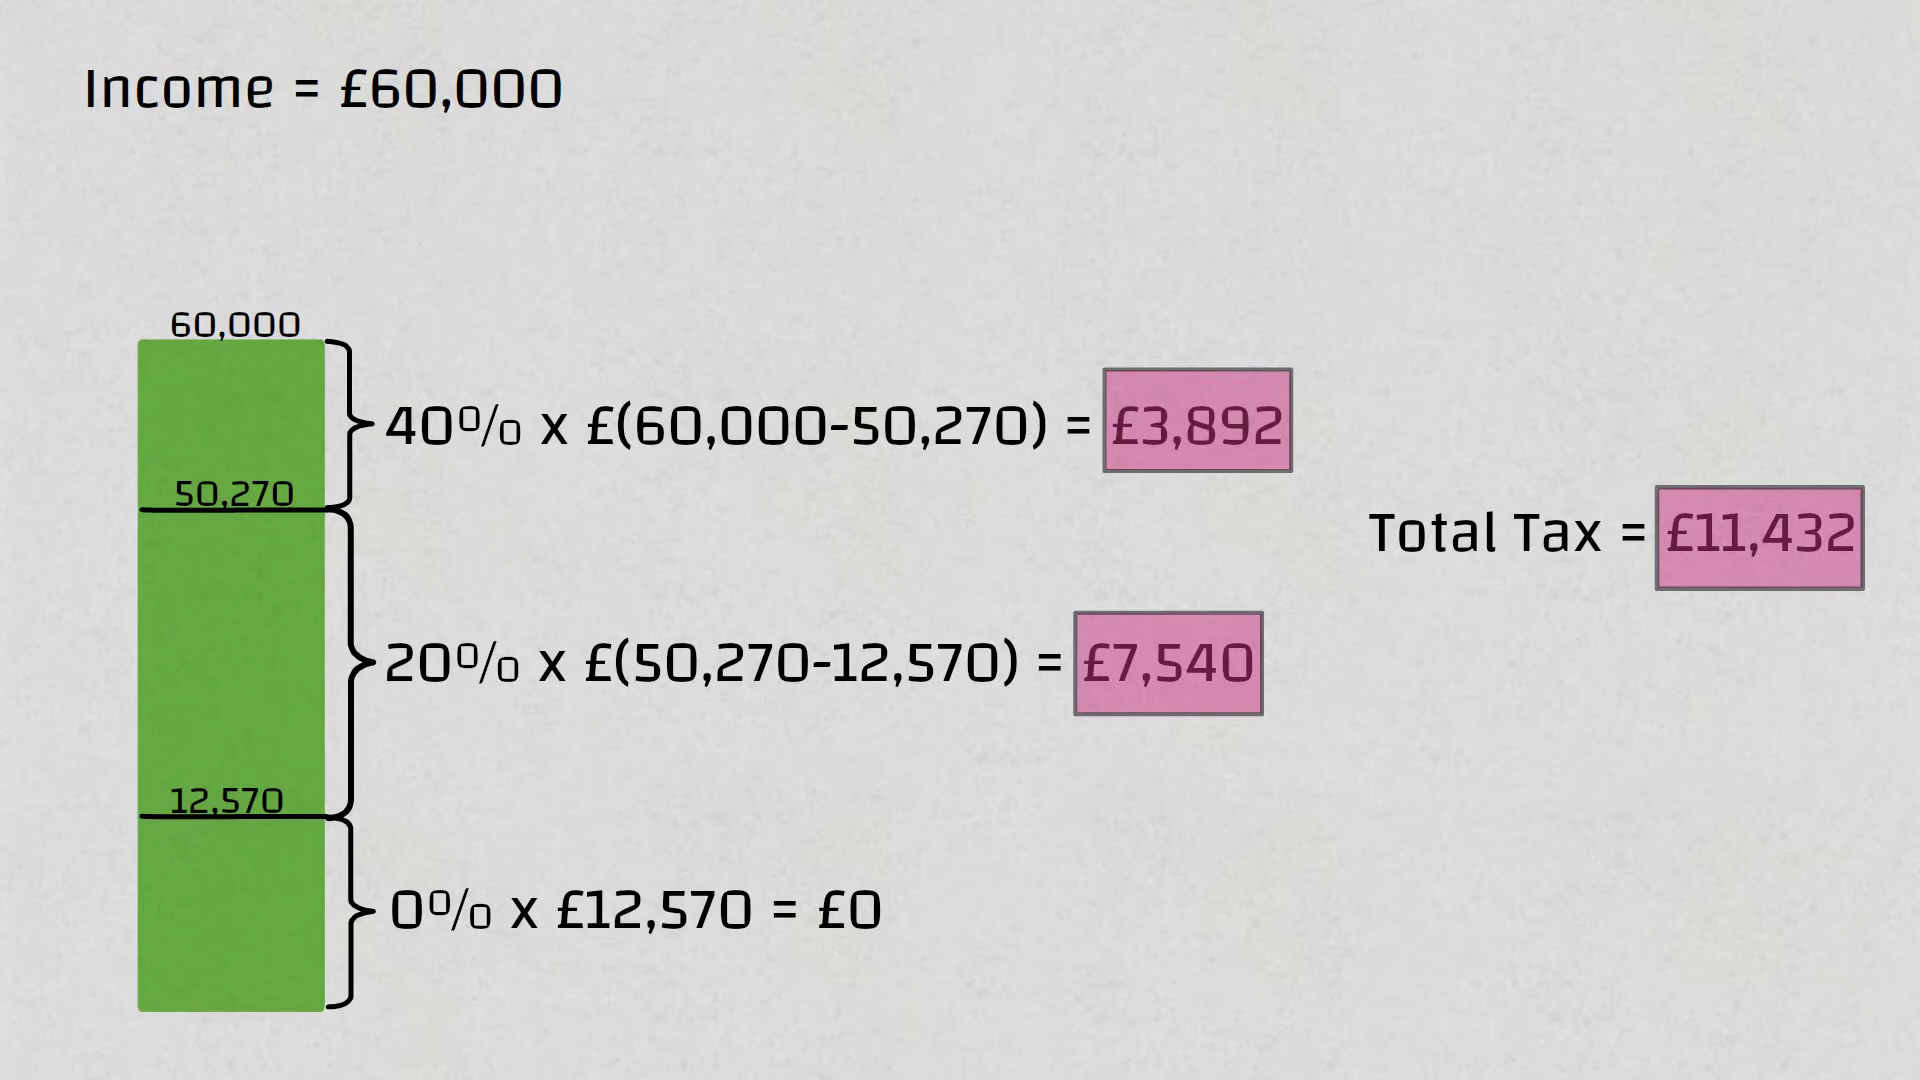 Income = £60,000
60,000
40% x £(60,000-50,270) = £3,892
50,270
Total Tax = £11,432
20% x £(50,270-12,570) = £7,540
12,570
0% x £12,570 = £0